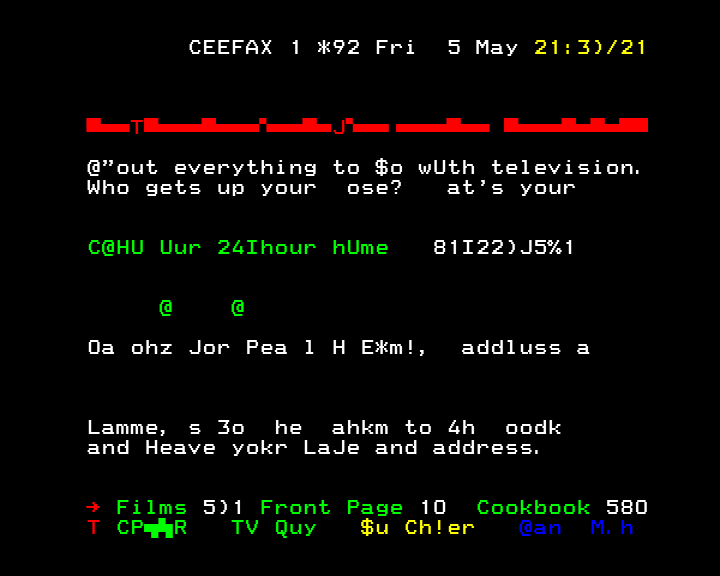 CEEFAX 1 *92 Fri  5 May 21:3)/21
T J
@”out everything to $o wUth television.
Who gets up your  ose?   at’s your
C@HU Uur 24Ihour hUme   81I22)J5%1
@    @
Oa ohz Jor Pea l H E*m!,  addluss a
Lamme, s 3o  he  ahkm to 4h  oodk
and Heave yokr LaJe and address.
→ Films 5)1 Front Page 10  Cookbook 580
T CP R   TV Quy   $u Ch!er   @an  M.h